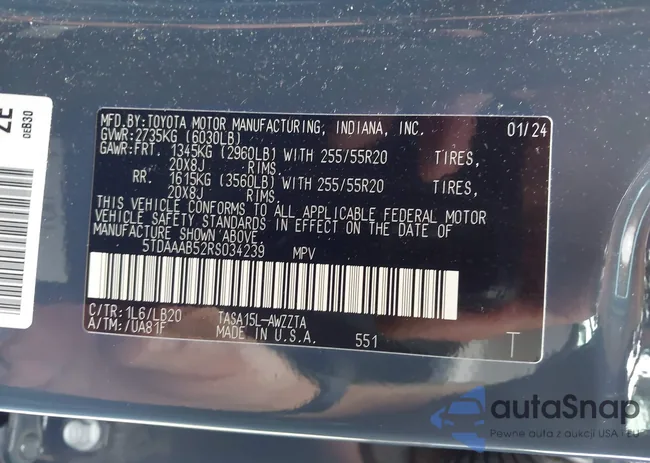 MFD.BY:TOYOTA MOTOR MANUFACTURING, INDIANA, INC. 01/24
GVWR:2735KG (6030LB)
GAWR:FRT. 1345KG (2960LB) WITH 255/55R20 TIRES,
20X8J RIMS,
RR. 1615KG (3560LB) WITH 255/55R20 TIRES,
20X8J RIMS.
THIS VEHICLE CONFORMS TO ALL APPLICABLE FEDERAL MOTOR
VEHICLE SAFETY STANDARDS IN EFFECT ON THE DATE OF
MANUFACTURE SHOWN ABOVE.
5TDAAAB52RS034239 MPV
C/TR:1L6/LB20 TASA15L-AWZZTA
A/TM:/UA81F MADE IN U.S.A. 551 T
0EB30
autaSnap
Pewne auta z aukcji USA i EU